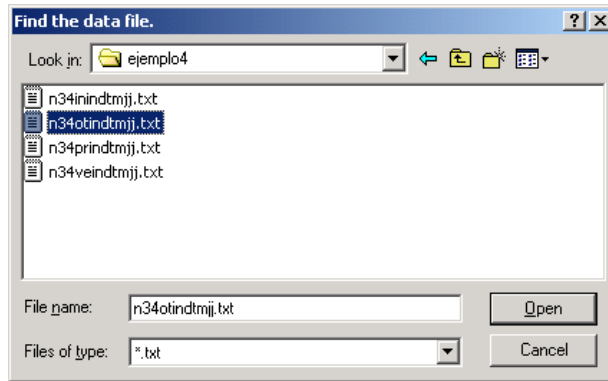 Find the data file.
Look in: ejemplo4
n34inindtmjj.txt
n34otindtmjj.txt
n34prindtmjj.txt
n34veindtmjj.txt
File name: n34otindtmjj.txt Open
Files of type: *.txt Cancel